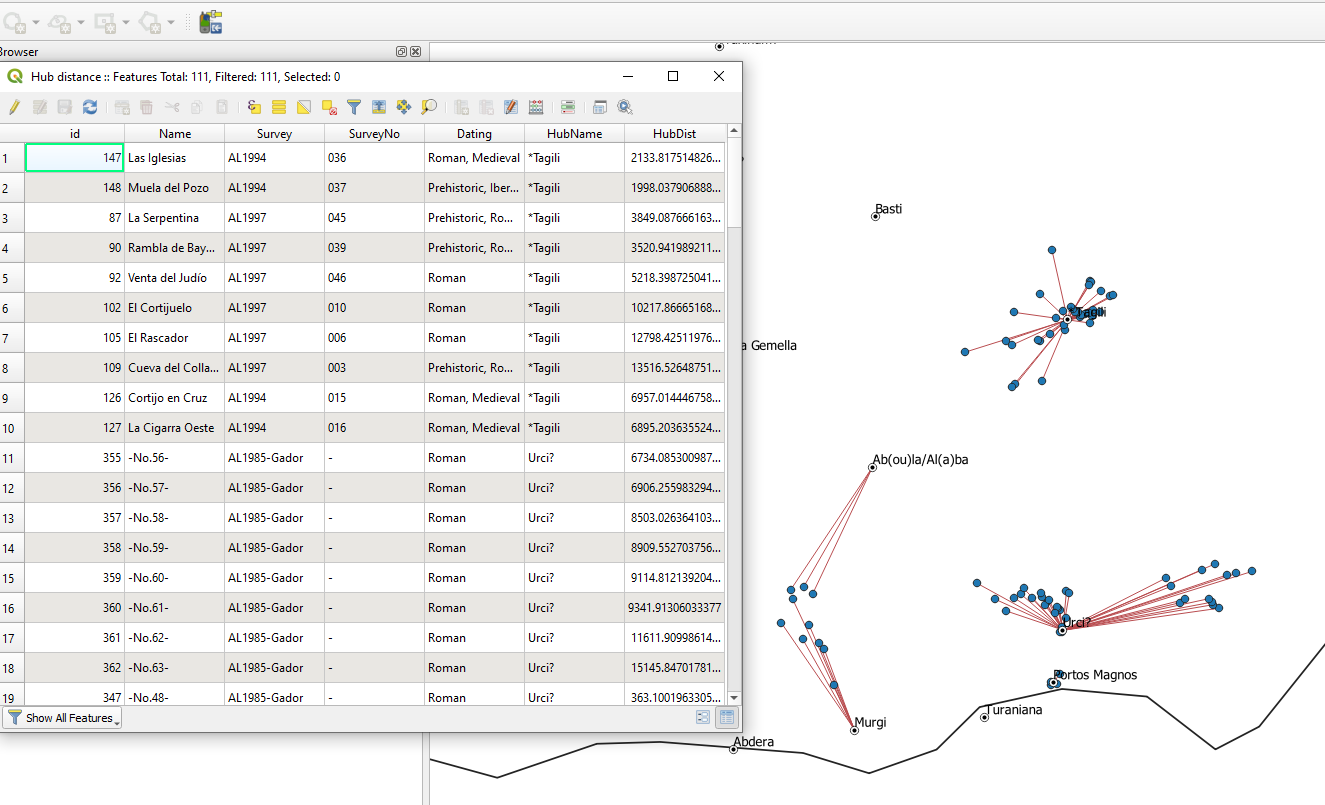 Browser
Hub distance :: Features Total: 111, Filtered: 111, Selected: 0
id Name Survey SurveyNo Dating HubName HubDist
1 147 Las Iglesias AL1994 036 Roman, Medieval *Tagili 2133.817514826...
2 148 Muela del Pozo AL1994 037 Prehistoric, Iber... *Tagili 1998.037906888...
3 87 La Serpentina AL1997 045 Prehistoric, Ro... *Tagili 3849.087666163...
4 90 Rambla de Bay... AL1997 039 Prehistoric, Ro... *Tagili 3520.941989211...
5 92 Venta del Judío AL1997 046 Roman *Tagili 5218.398725041...
6 102 El Cortijuelo AL1997 010 Roman *Tagili 10217.86665168...
7 105 El Rascador AL1997 006 Roman *Tagili 12798.42511976...
8 109 Cueva del Colla... AL1997 003 Prehistoric, Ro... *Tagili 13516.52648751...
9 126 Cortijo en Cruz AL1994 015 Roman, Medieval *Tagili 6957.014446758...
10 127 La Cigarra Oeste AL1994 016 Roman, Medieval *Tagili 6895.203635524...
11 355 -No.56- AL1985-Gador - Roman Urci? 6734.085300987...
12 356 -No.57- AL1985-Gador - Roman Urci? 6906.255983294...
13 357 -No.58- AL1985-Gador - Roman Urci? 8503.026364103...
14 358 -No.59- AL1985-Gador - Roman Urci? 8909.552703756...
15 359 -No.60- AL1985-Gador - Roman Urci? 9114.812139204...
16 360 -No.61- AL1985-Gador - Roman Urci? 9341.91306033377
17 361 -No.62- AL1985-Gador - Roman Urci? 11611.90998614...
18 362 -No.63- AL1985-Gador - Roman Urci? 15145.84701781...
19 347 -No.48- AL1985-Gador - Roman Urci? 363.1001963305...
Show All Features
Basti
*Tagili
a Gemella
Ab(ou)la/Al(a)ba
Urci?
Portos Magnos
Turaniana
Murgi
Abdera